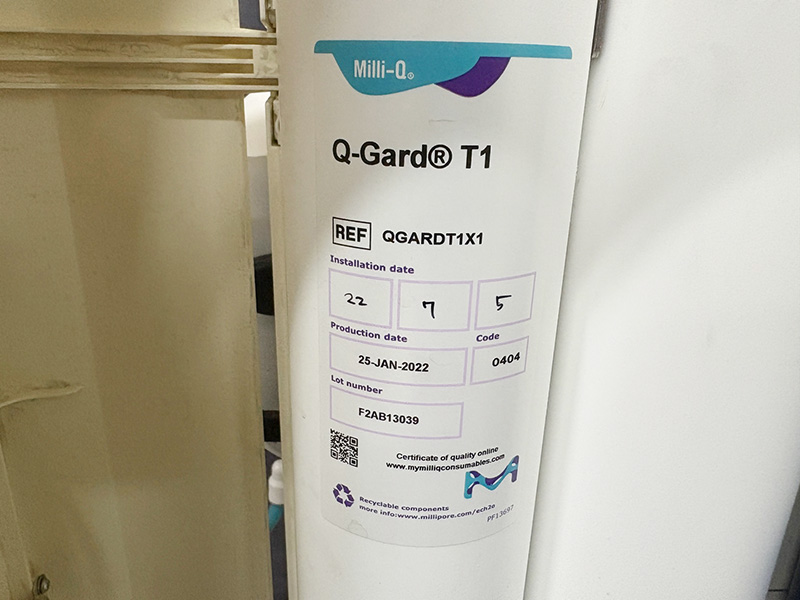 Milli-Q®
Q-Gard® T1
REF QGARDT1X1
Installation date
22 7 5
Production date Code
25-JAN-2022 0404
Lot number
F2AB13039
Certificate of quality online
www.mymilliqconsumables.com
M
Recyclable components
more info:www.millipore.com/ech2o
PF13697